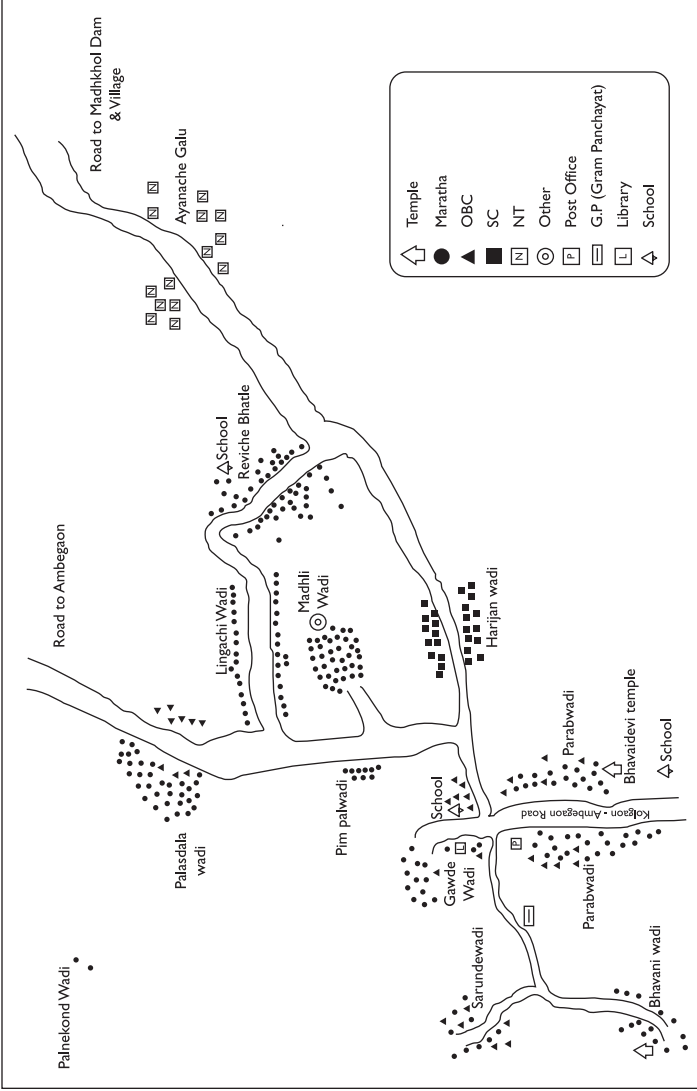 Road to Madhkhol Dam
& Village
Ayanache Galu
N
N
N
N
N
N
N
N
N
N
N
N
N
School
Reviche Bhatle
Road to Ambegaon
Lingachi Wadi
Madhli
Wadi
Harijan wadi
Palasdala
wadi
Pim palwadi
School
Gawde
Wadi
L
P
Parabwadi
Bhavaidevi temple
School
Kolgaon - Ambegaon Road
Parabwadi
Sarundewadi
Bhavani wadi
Palnekond Wadi
Temple
Maratha
OBC
SC
N NT
Other
P Post Office
G.P (Gram Panchayat)
L Library
School